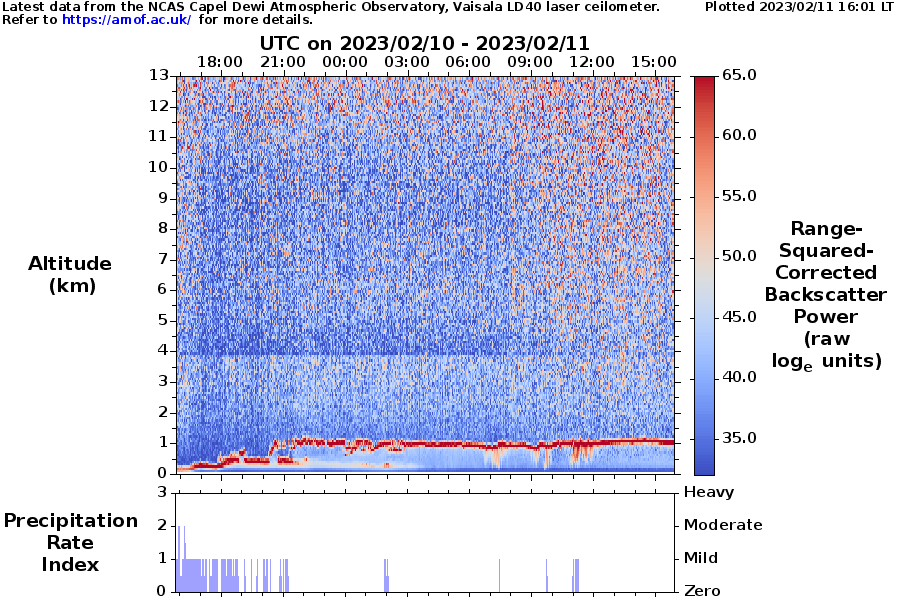 Latest data from the NCAS Capel Dewi Atmospheric Observatory, Vaisala LD40 laser ceilometer.
Plotted 2023/02/11 16:01 LT
Refer to https://amof.ac.uk/ for more details.
UTC on 2023/02/10 - 2023/02/11
18:00 21:00 00:00 03:00 06:00 09:00 12:00 15:00
13
12
11
10
9
8
7
6
5
4
3
2
1
0
Altitude
(km)
65.0
60.0
55.0
50.0
45.0
40.0
35.0
Range-
Squared-
Corrected
Backscatter
Power
(raw
logₑ units)
3
2
1
0
Precipitation
Rate
Index
Heavy
Moderate
Mild
Zero